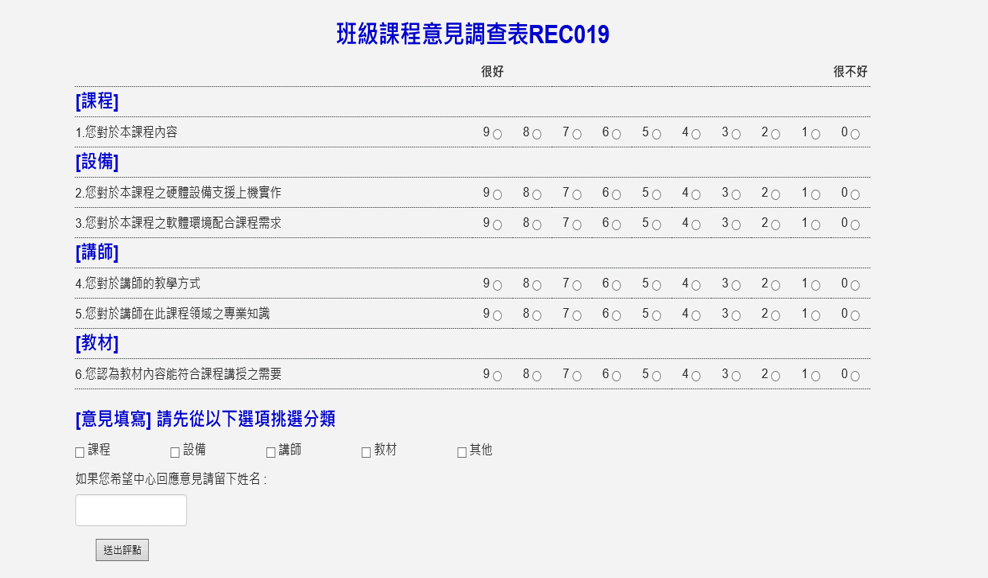 班級課程意見調查表REC019
很好 很不好
[課程]
1.您對於本課程內容 9 8 7 6 5 4 3 2 1 0
[設備]
2.您對於本課程之硬體設備支援上機實作 9 8 7 6 5 4 3 2 1 0
3.您對於本課程之軟體環境配合課程需求 9 8 7 6 5 4 3 2 1 0
[講師]
4.您對於講師的教學方式 9 8 7 6 5 4 3 2 1 0
5.您對於講師在此課程領域之專業知識 9 8 7 6 5 4 3 2 1 0
[教材]
6.您認為教材內容能符合課程講授之需要 9 8 7 6 5 4 3 2 1 0
[意見填寫] 請先從以下選項挑選分類
課程 設備 講師 教材 其他
如果您希望中心回應意見請留下姓名 :
送出評點